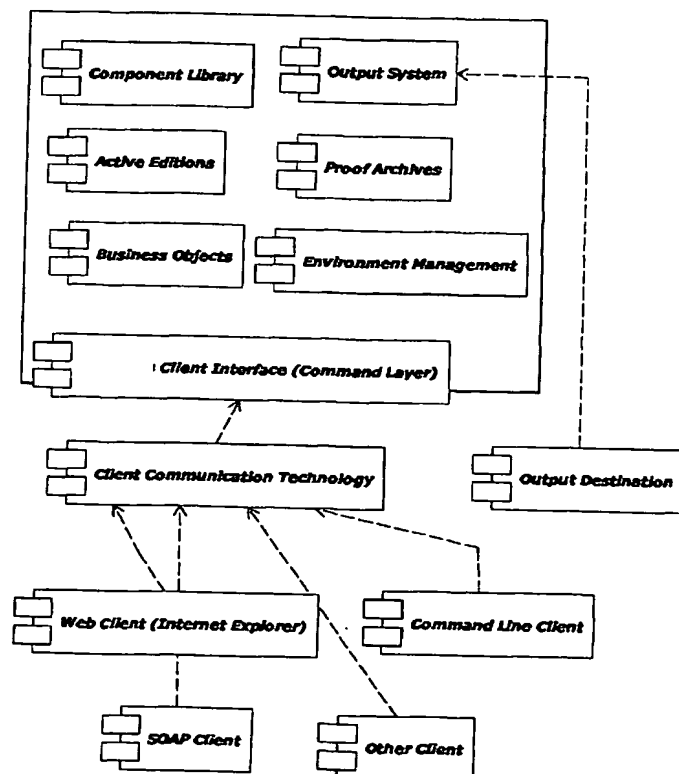 Component Library
Output System
Active Editions
Proof Archives
Business Objects
Environment Management
Client Interface (Command Layer)
Client Communication Technology
Output Destination
Web Client (Internet Explorer)
Command Line Client
SOAP Client
Other Client